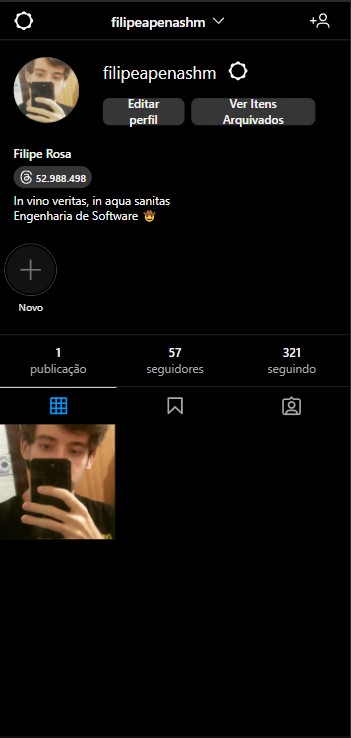 filipeapenashm
filipeapenashm
Editar
perfil
Ver Itens
Arquivados
Filipe Rosa
52.988.498
In vino veritas, in aqua sanitas
Engenharia de Software 🤠
Novo
1
publicação
57
seguidores
321
seguindo